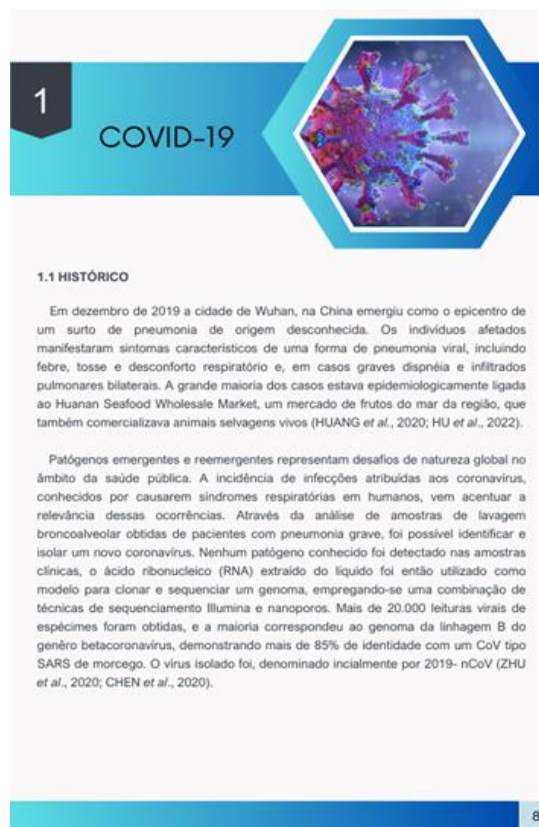 1
COVID-19
1.1 HISTÓRICO
Em dezembro de 2019 a cidade de Wuhan, na China emergiu como o epicentro de
um surto de pneumonia de origem desconhecida. Os indivíduos afetados
manifestaram sintomas característicos de uma forma de pneumonia viral, incluindo
febre, tosse e desconforto respiratório e, em casos graves dispnéia e infiltrados
pulmonares bilaterais. A grande maioria dos casos estava epidemiologicamente ligada
ao Huanan Seafood Wholesale Market, um mercado de frutos do mar da região, que
também comercializava animais selvagens vivos (HUANG et al., 2020; HU et al., 2022).
Patógenos emergentes e reemergentes representam desafios de natureza global no
âmbito da saúde pública. A incidência de infecções atribuídas aos coronavírus,
conhecidos por causarem síndromes respiratórias em humanos, vem acentuar a
relevância dessas ocorrências. Através da análise de amostras de lavagem
broncoalveolar obtidas de pacientes com pneumonia grave, foi possível identificar e
isolar um novo coronavírus. Nenhum patógeno conhecido foi detectado nas amostras
clínicas, o ácido ribonucleico (RNA) extraído do líquido foi então utilizado como
modelo para clonar e sequenciar um genoma, empregando-se uma combinação de
técnicas de sequenciamento Illumina e nanoporos. Mais de 20.000 leituras virais de
espécimes foram obtidas, e a maioria correspondeu ao genoma da linhagem B do
genêro betacoronavírus, demonstrando mais de 85% de identidade com um CoV tipo
SARS de morcego. O vírus isolado foi, denominado incialmente por 2019- nCoV (ZHU
et al., 2020; CHEN et al., 2020).
8